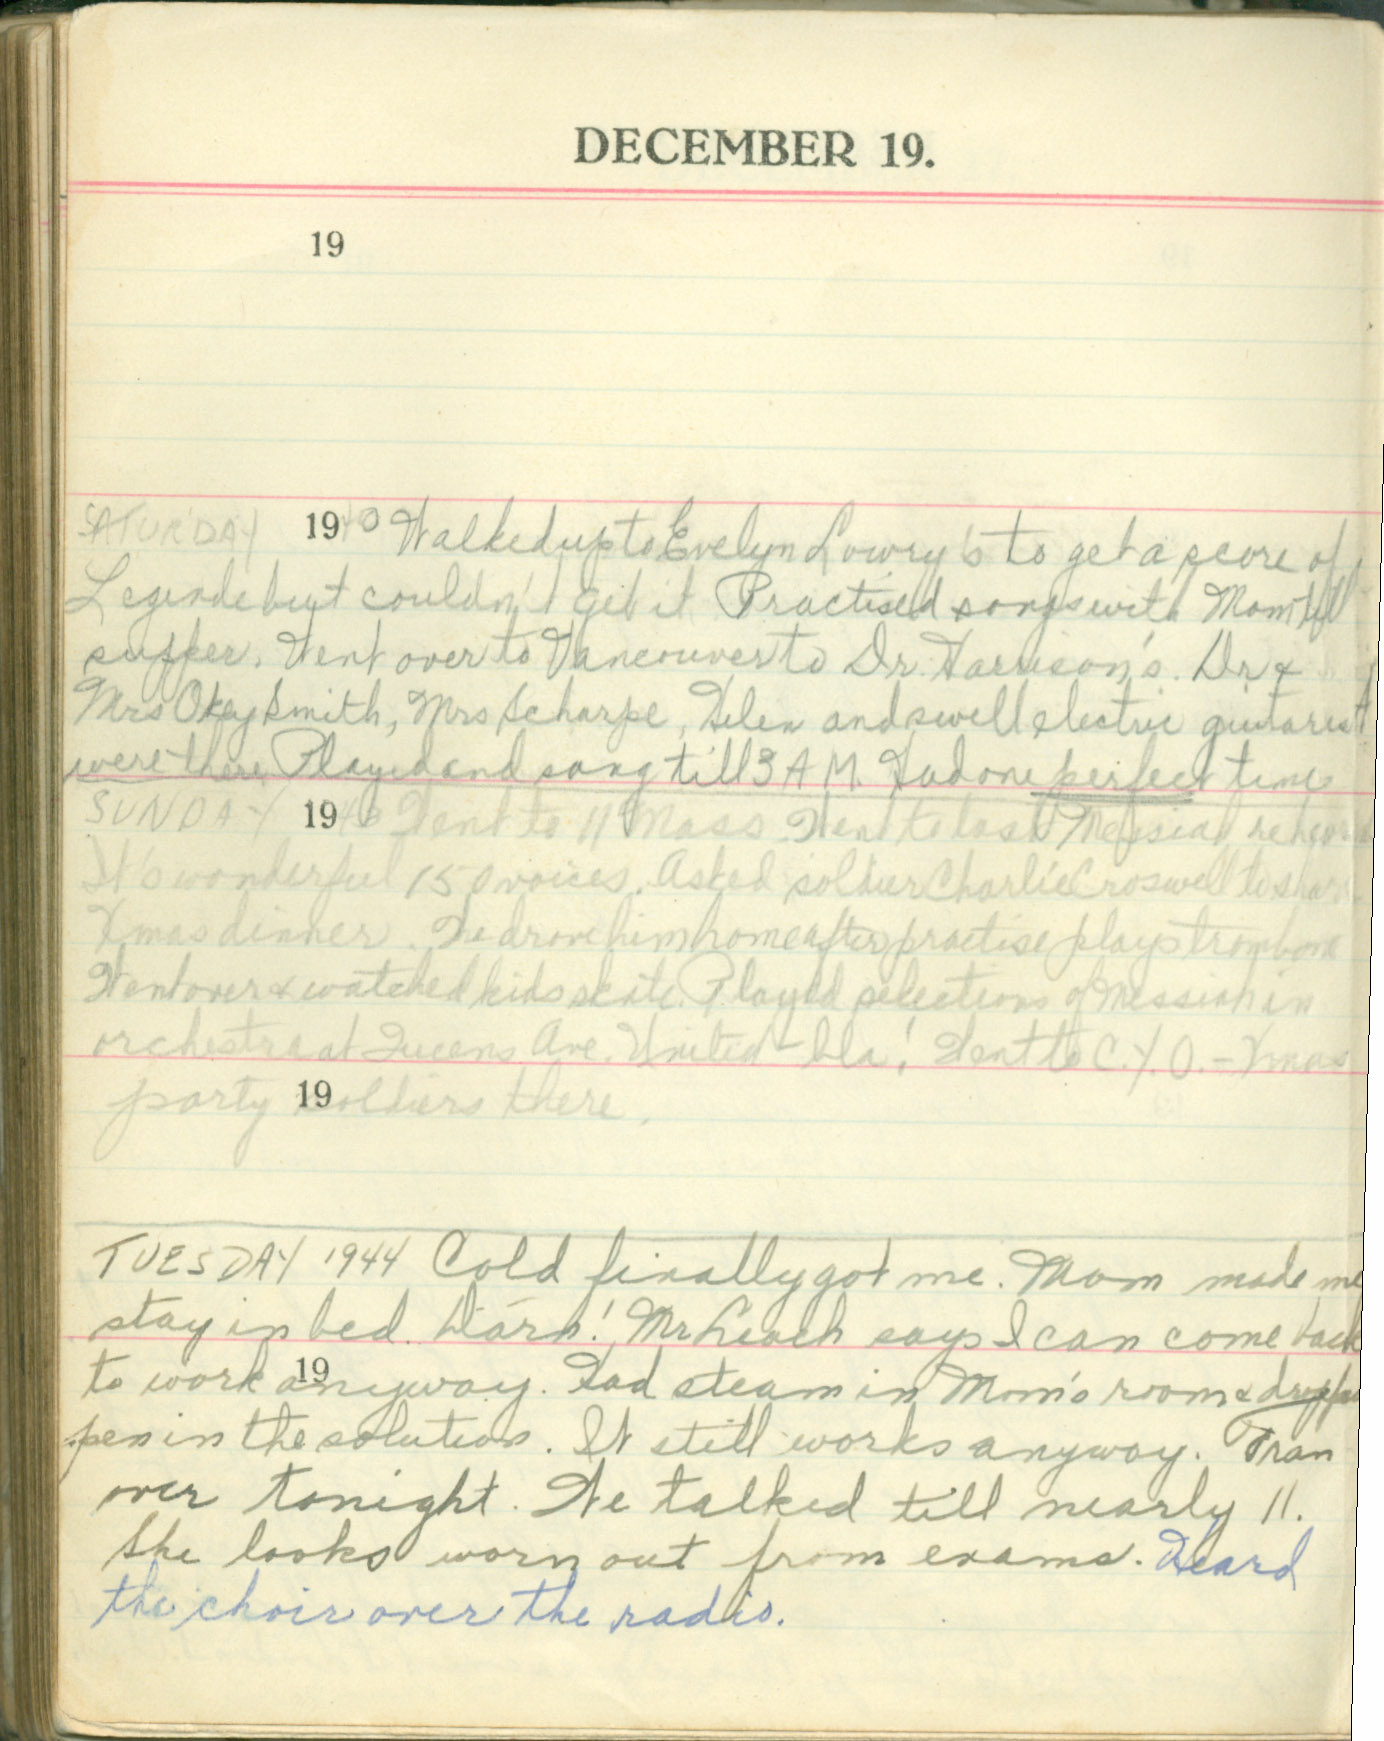 DECEMBER 19.
19
SATURDAY 19 Walked up to Evelyn Lowry's to get a score of
Legende but couldn't get it Practised songs with Mom till
supper. Went over to Vancouver to Dr. Harrison's. Dr &
Mrs Okey Smith, Mrs Scharpe, Helen and swell electric guitarist
were there Played and sang till 3 A M. Had one perfect time
SUNDAY 19 Went to 11 Mass Went to last Messiah
It's wonderful 150 voices. Asked soldier Charlie Croswell to share
Xmas dinner. We drove him home after practise plays trombone
Went over & watched kids skate. Played selections of Messiah in
orchestra at Queens Ave. United - bla! Went to C.Y.O. - Xmas
party 19 soldiers there.
TUESDAY 1944 Cold finally got me. Mom made me
stay in bed. Darn! Mr Leach says I can come back
to work 19 anyway. Had steam in Mom's room &
pen in the solution. It still works anyway. Fran
over tonight. We talked till nearly 11.
She looks worn out from exams. Heard
the choir over the radio.